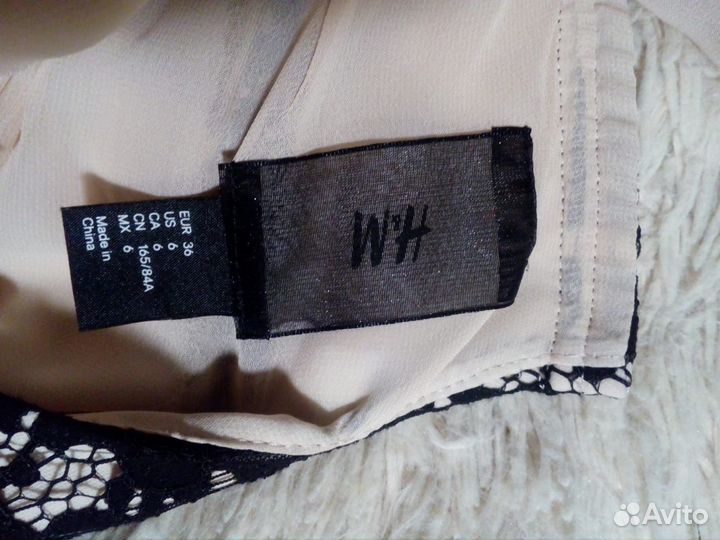 H&M
EUR 36
US 6
CA 6
CN 165/84A
MX 6
Made in
China
Avito